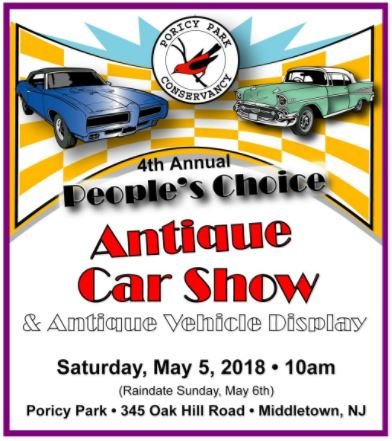 PORICY PARK
CONSERVANCY
4th Annual
People's Choice
Antique
Car Show
& Antique Vehicle Display
Saturday, May 5, 2018 • 10am
(Raindate Sunday, May 6th)
Poricy Park • 345 Oak Hill Road • Middletown, NJ